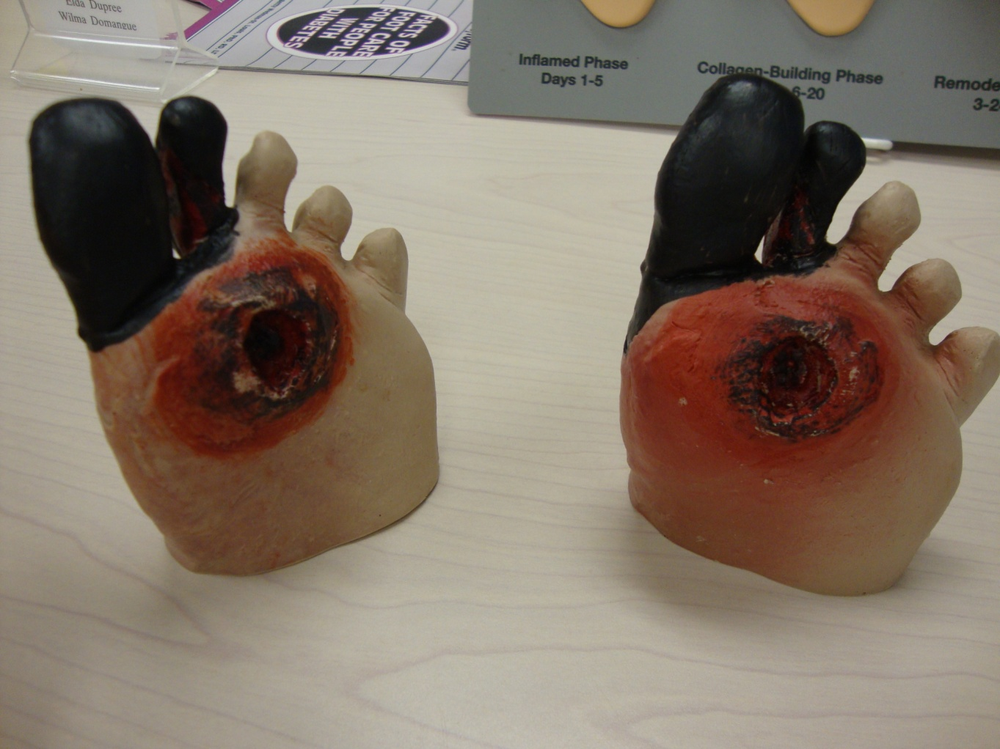 Elda Dupree
Wilma Domangue
FACTS OF
FOOT CARE
FOR PEOPLE
WITH
DIABETES
Inflamed Phase
Days 1-5
Collagen-Building Phase
6-20